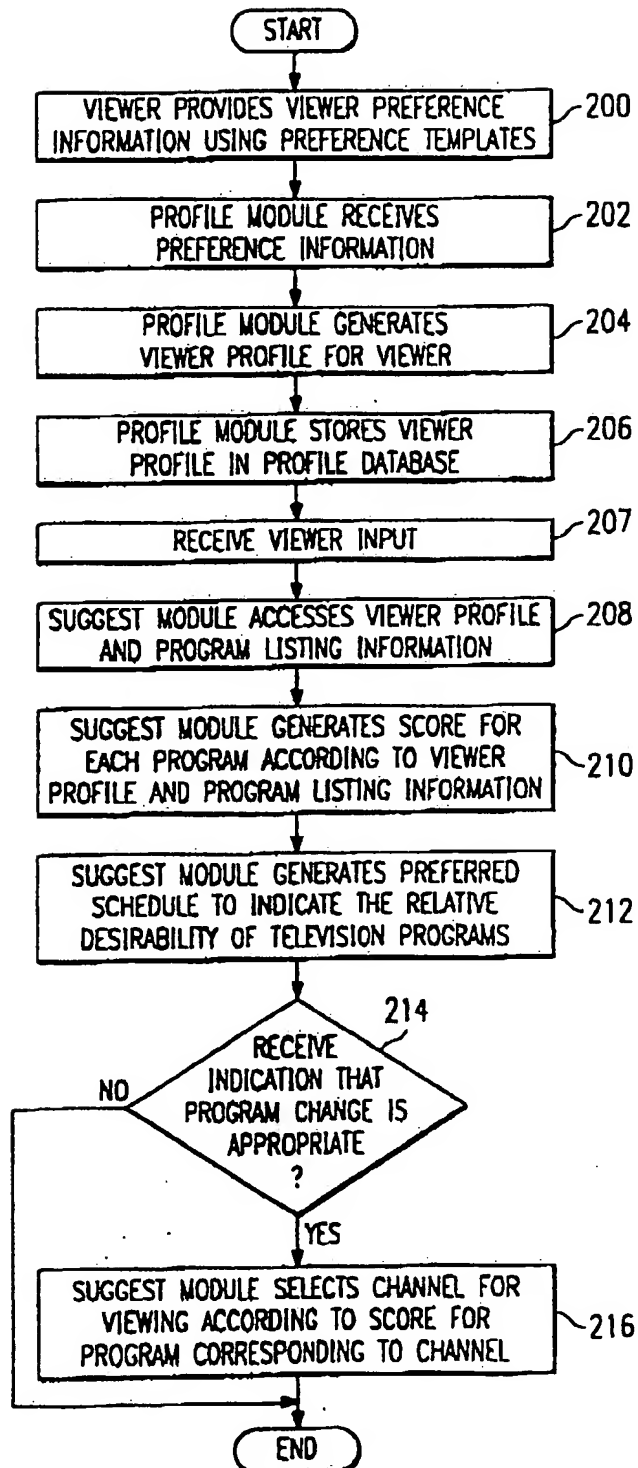 START
VIEWER PROVIDES VIEWER PREFERENCE
INFORMATION USING PREFERENCE TEMPLATES
200
PROFILE MODULE RECEIVES
PREFERENCE INFORMATION
202
PROFILE MODULE GENERATES
VIEWER PROFILE FOR VIEWER
204
PROFILE MODULE STORES VIEWER
PROFILE IN PROFILE DATABASE
206
RECEIVE VIEWER INPUT
207
SUGGEST MODULE ACCESSES VIEWER PROFILE
AND PROGRAM LISTING INFORMATION
208
SUGGEST MODULE GENERATES SCORE FOR
EACH PROGRAM ACCORDING TO VIEWER
PROFILE AND PROGRAM LISTING INFORMATION
210
SUGGEST MODULE GENERATES PREFERRED
SCHEDULE TO INDICATE THE RELATIVE
DESIRABILITY OF TELEVISION PROGRAMS
212
214
RECEIVE
INDICATION THAT
PROGRAM CHANGE IS
APPROPRIATE
?
NO
YES
SUGGEST MODULE SELECTS CHANNEL FOR
VIEWING ACCORDING TO SCORE FOR
PROGRAM CORRESPONDING TO CHANNEL
216
END